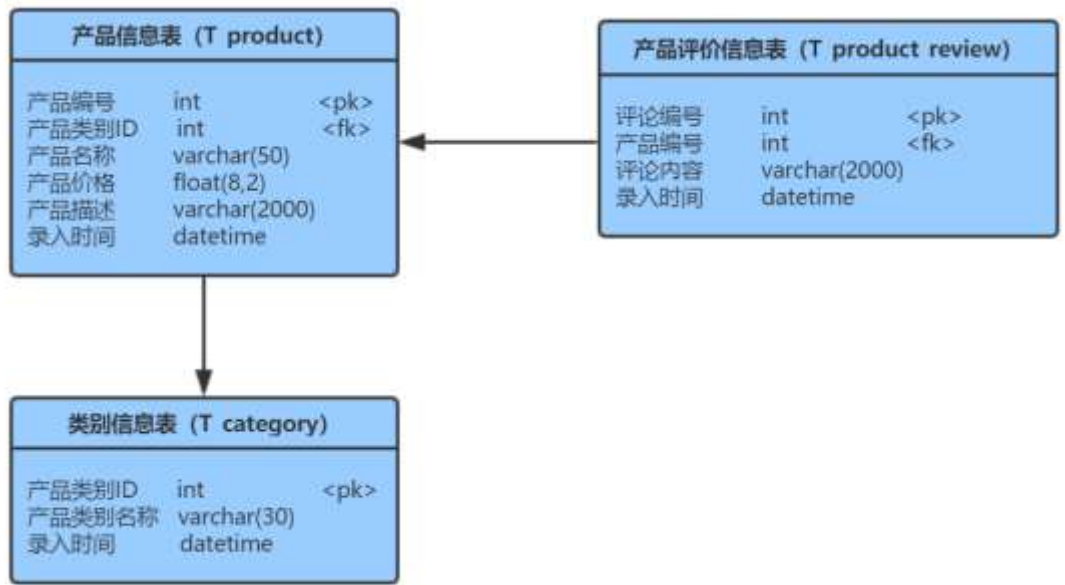 产品信息表（T product）
产品编号 int <pk>
产品类别ID int <fk>
产品名称 varchar(50)
产品价格 float(8,2)
产品描述 varchar(2000)
录入时间 datetime
产品评价信息表（T product review）
评论编号 int <pk>
产品编号 int <fk>
评论内容 varchar(2000)
录入时间 datetime
类别信息表（T category）
产品类别ID int <pk>
产品类别名称 varchar(30)
录入时间 datetime